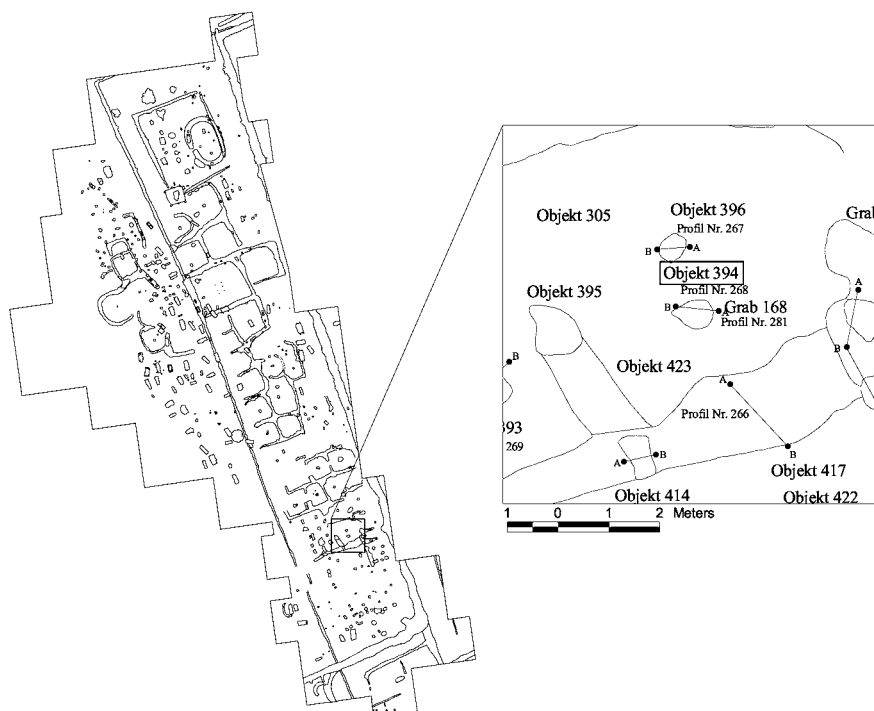 Objekt 305
Objekt 396
Grab
Profil Nr. 267
B
A
Objekt 394
Profil Nr. 268
Objekt 395
A
B
Grab 168
A
Profil Nr. 281
B
B
Objekt 423
A
Profil Nr. 266
393
269
A
B
B
Objekt 417
Objekt 414
Objekt 422
1 0 1 2 Meters